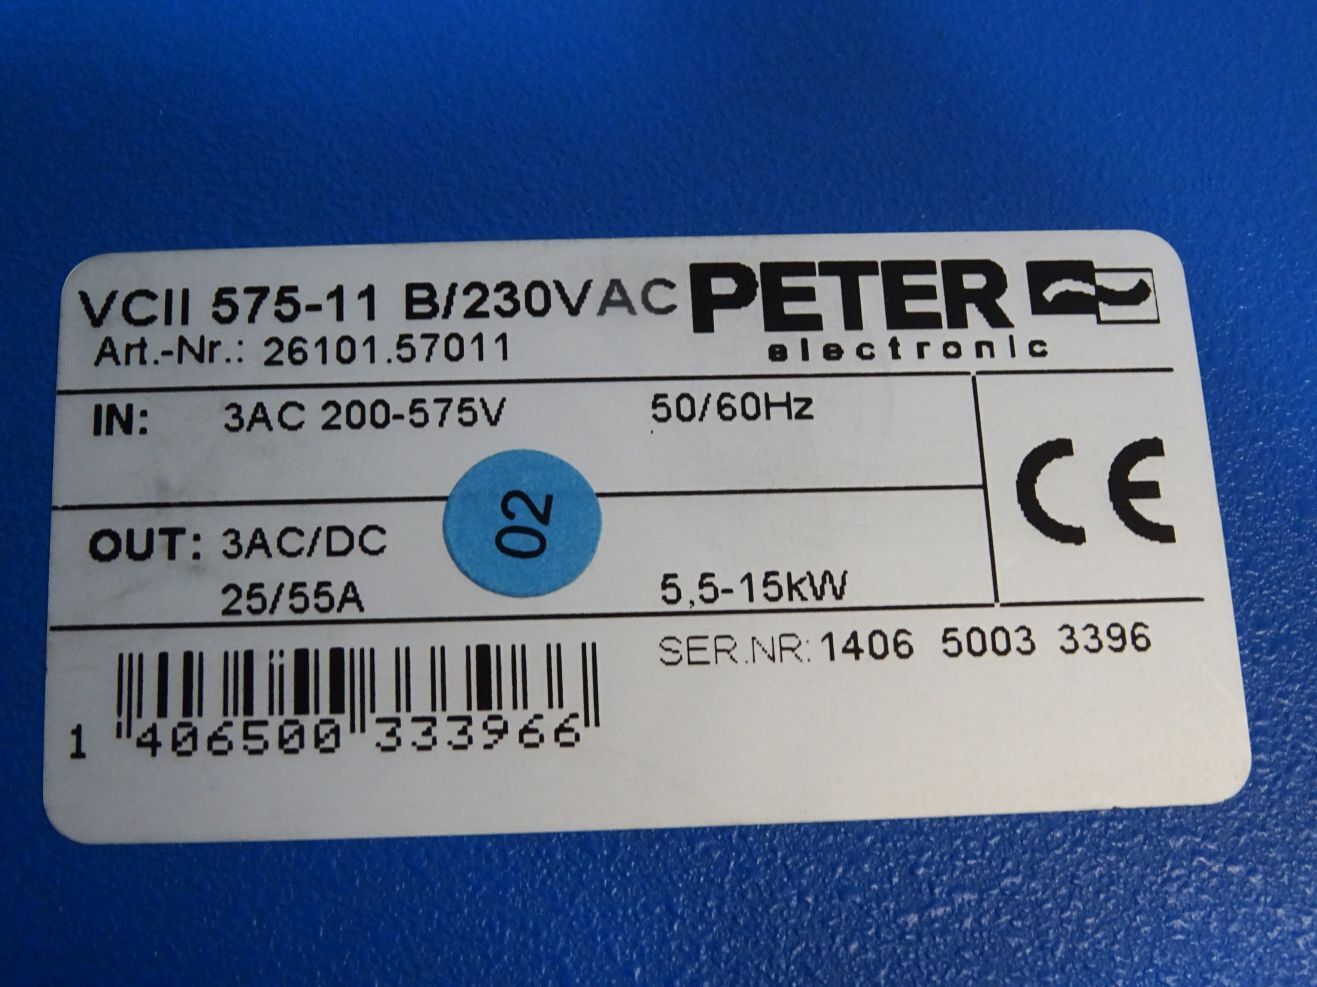 VCII 575-11 B/230VAC
PETER
electronic
Art.-Nr.: 26101.57011
IN: 3AC 200-575V 50/60Hz
CE
02
OUT: 3AC/DC
25/55A 5,5-15kW
SER.NR: 1406 5003 3396
1 406500 333966